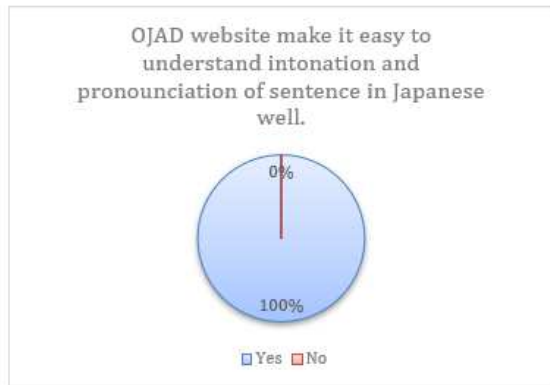 OJAD website make it easy to
understand intonation and
pronounciation of sentence in Japanese
well.
0%
100%
Yes No